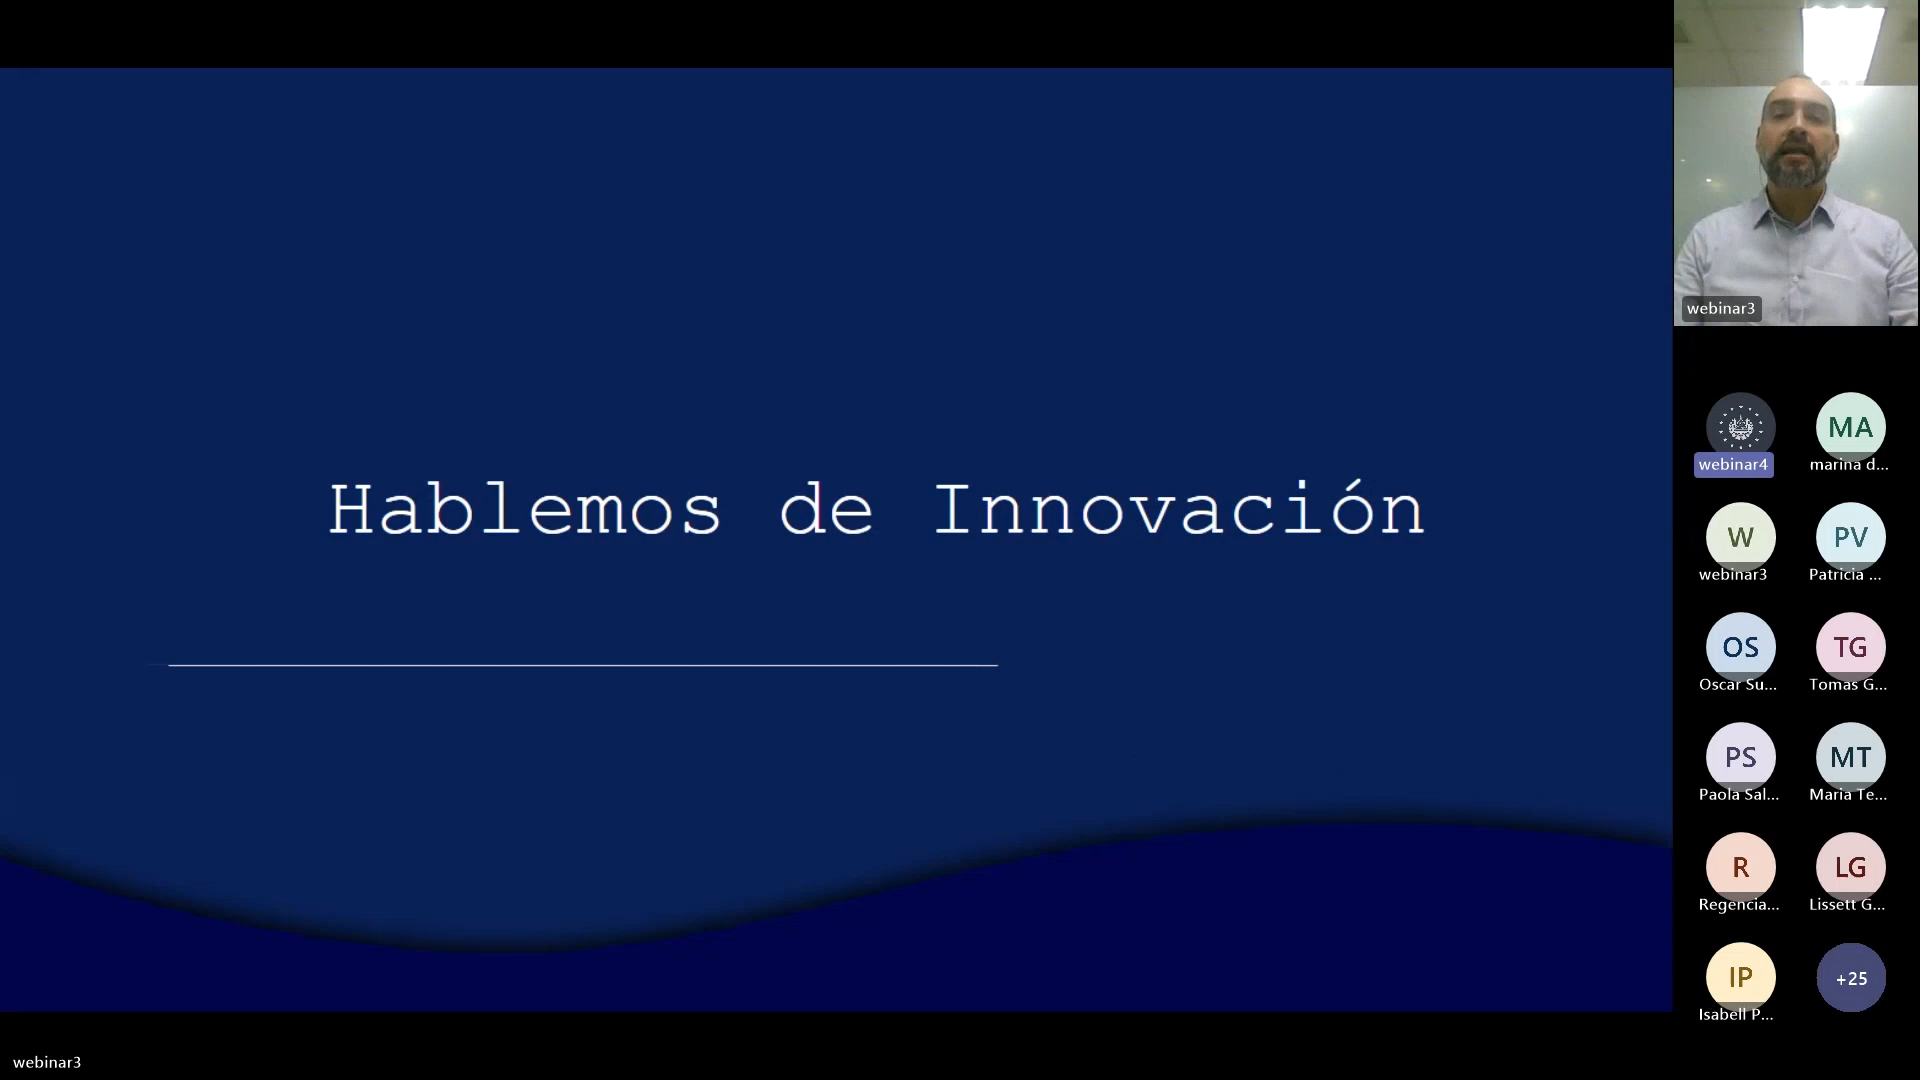 Hablemos de Innovación
webinar3
webinar4
MA
marina d...
W
webinar3
PV
Patricia ...
OS
Oscar Su...
TG
Tomas G...
PS
Paola Sal...
MT
Maria Te...
R
Regencia...
LG
Lissett G...
IP
Isabell P...
+25
webinar3